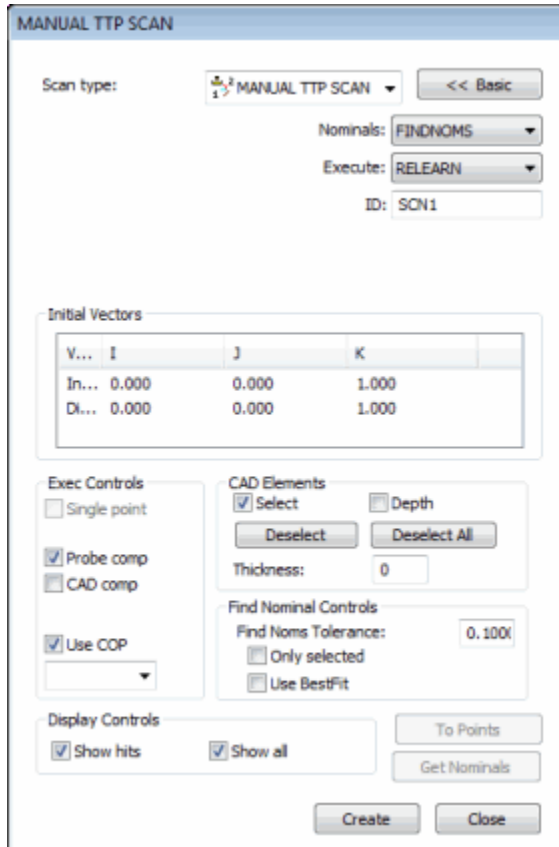 MANUAL TTP SCAN
Scan type: MANUAL TTP SCAN << Basic
Nominals: FINDNOMS
Execute: RELEARN
ID: SCN1
Initial Vectors
V... I J K
In... 0.000 0.000 1.000
Di... 0.000 0.000 1.000
Exec Controls
Single point
Probe comp
CAD comp
Use COP
CAD Elements
Select Depth
Deselect Deselect All
Thickness: 0
Find Nominal Controls
Find Noms Tolerance: 0.100
Only selected
Use BestFit
Display Controls
Show hits Show all
To Points
Get Nominals
Create Close